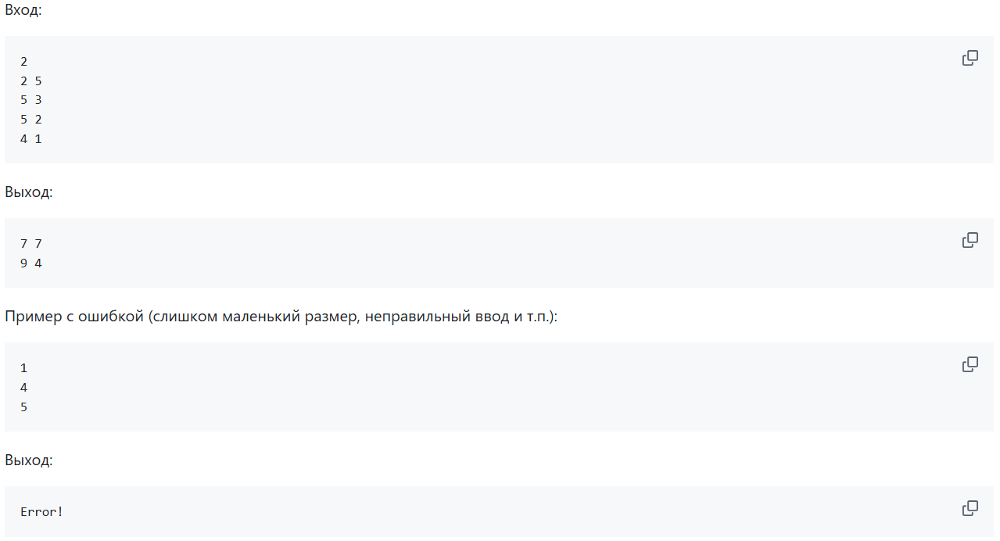 Вход:
2
2 5
5 3
5 2
4 1
Выход:
7 7
9 4
Пример с ошибкой (слишком маленький размер, неправильный ввод и т.п.):
1
4
5
Выход:
Error!